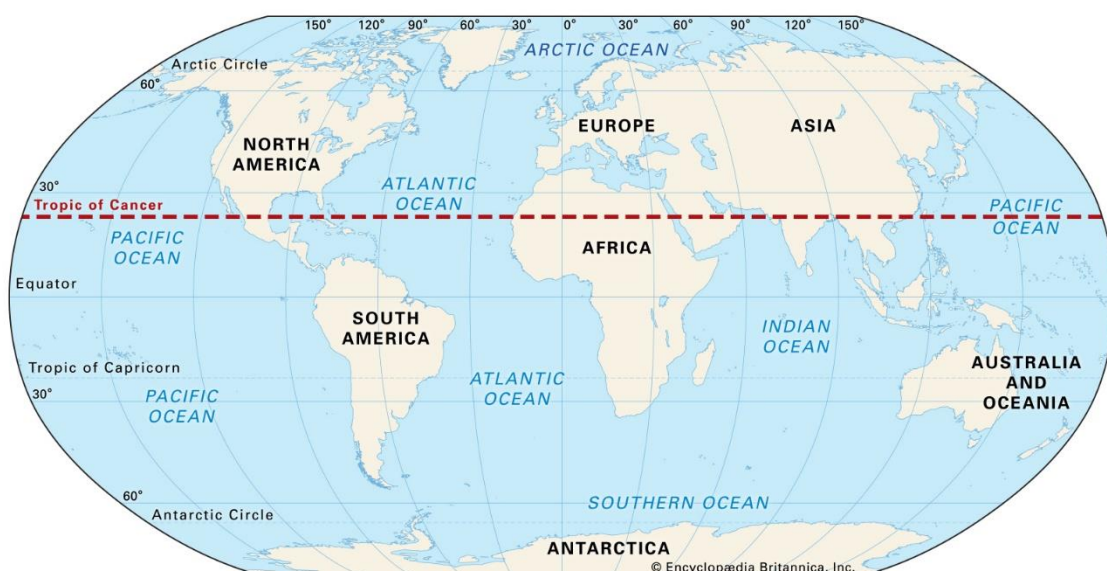 150° 120° 90° 60° 30° 0° 30° 60° 90° 120° 150°
ARCTIC OCEAN
Arctic Circle
60°
NORTH
AMERICA
EUROPE
ASIA
ATLANTIC
OCEAN
30°
Tropic of Cancer
PACIFIC
OCEAN
PACIFIC
OCEAN
AFRICA
Equator
SOUTH
AMERICA
INDIAN
OCEAN
Tropic of Capricorn
AUSTRALIA
AND
OCEANIA
ATLANTIC
OCEAN
PACIFIC
OCEAN
30°
60°
SOUTHERN OCEAN
Antarctic Circle
ANTARCTICA
© Encyclopædia Britannica, Inc.